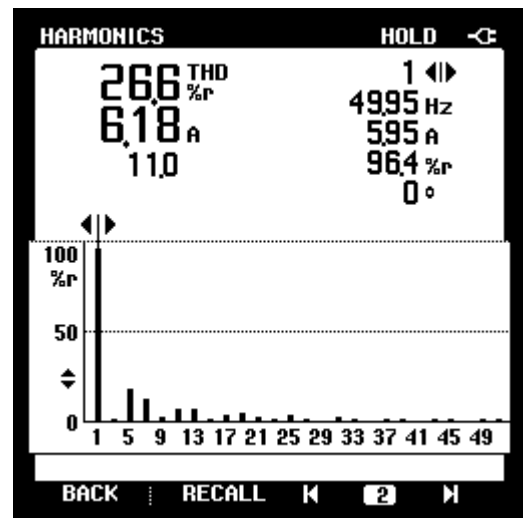 HARMONICS HOLD
26.6 THD %r
6.18 A
11.0
1
49.95 Hz
5.95 A
96.4 %r
0 °
100
%r
50
0
1 5 9 13 17 21 25 29 33 37 41 45 49
BACK RECALL 2